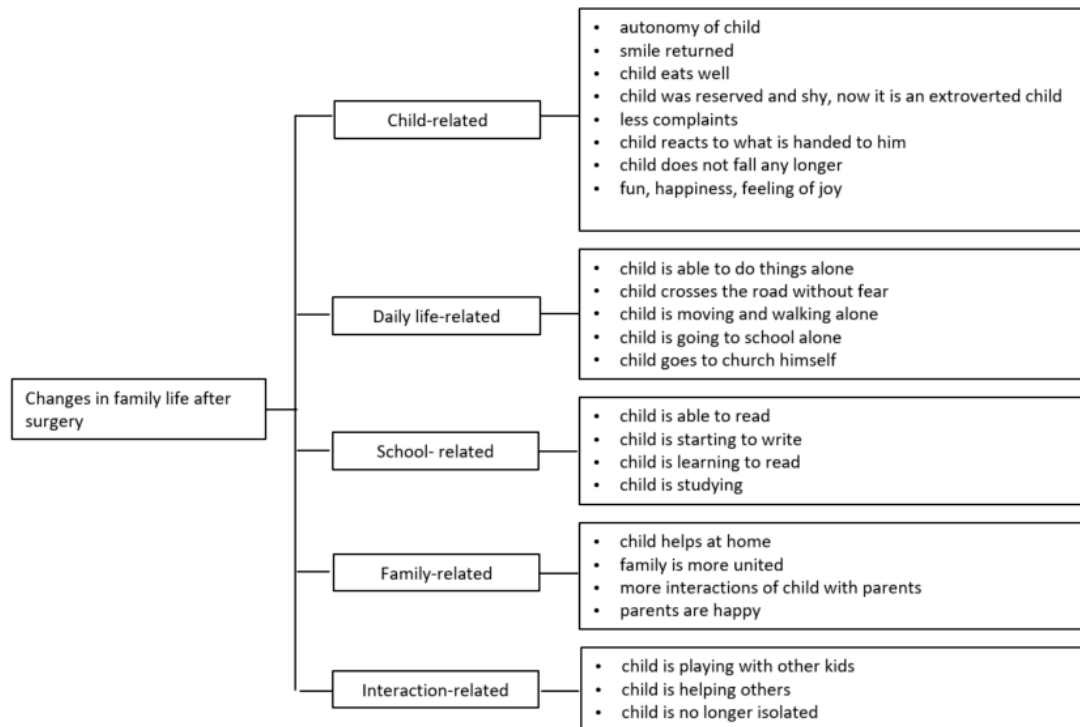 Changes in family life after
surgery
Child-related
• autonomy of child
• smile returned
• child eats well
• child was reserved and shy, now it is an extroverted child
• less complaints
• child reacts to what is handed to him
• child does not fall any longer
• fun, happiness, feeling of joy
Daily life-related
• child is able to do things alone
• child crosses the road without fear
• child is moving and walking alone
• child is going to school alone
• child goes to church himself
School- related
• child is able to read
• child is starting to write
• child is learning to read
• child is studying
Family-related
• child helps at home
• family is more united
• more interactions of child with parents
• parents are happy
Interaction-related
• child is playing with other kids
• child is helping others
• child is no longer isolated